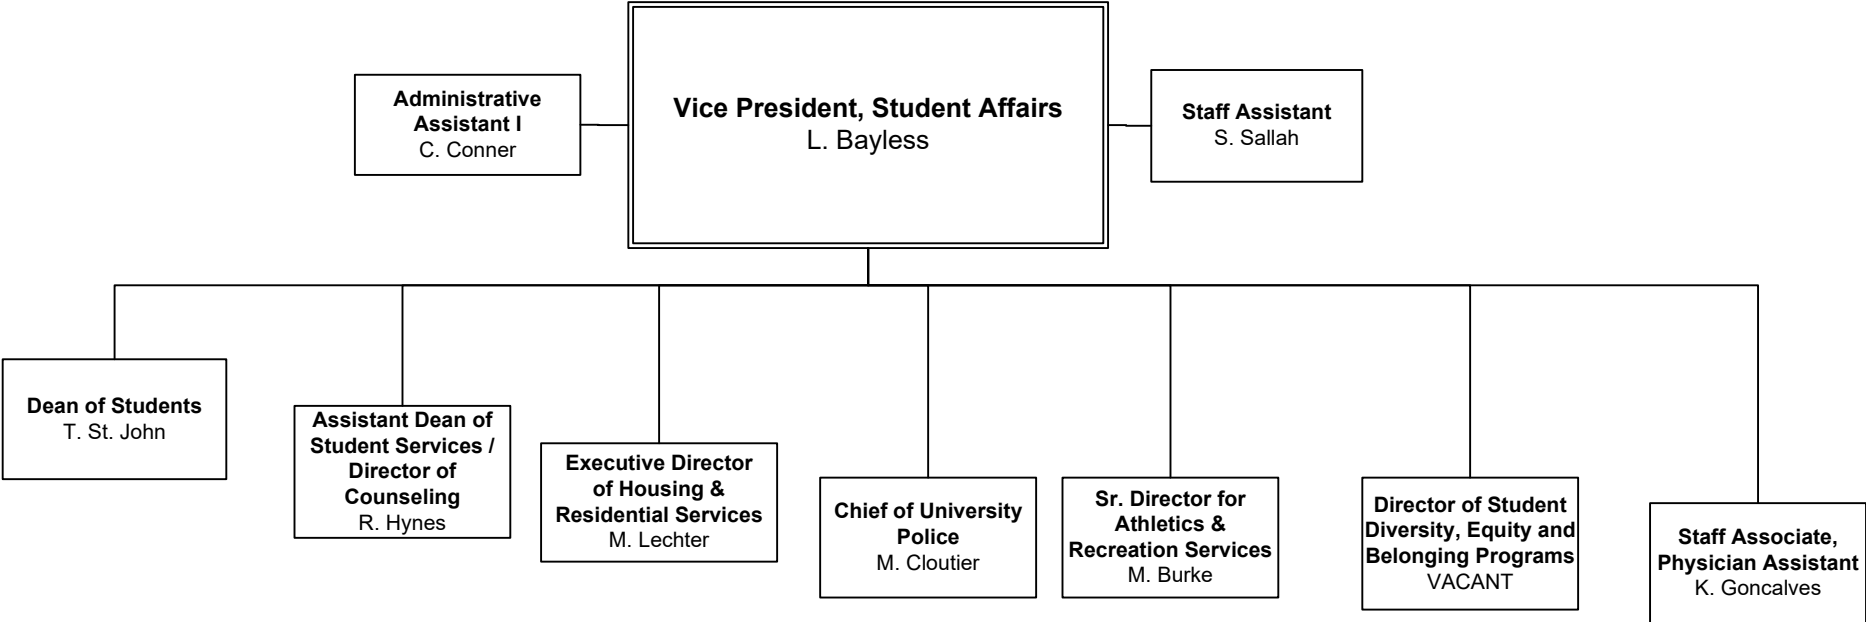 Administrative
Assistant I
C. Conner
Vice President, Student Affairs
L. Bayless
Staff Assistant
S. Sallah
Dean of Students
T. St. John
Assistant Dean of
Student Services /
Director of
Counseling
R. Hynes
Executive Director
of Housing &
Residential Services
M. Lechter
Chief of University
Police
M. Cloutier
Sr. Director for
Athletics &
Recreation Services
M. Burke
Director of Student
Diversity, Equity and
Belonging Programs
VACANT
Staff Associate,
Physician Assistant
K. Goncalves